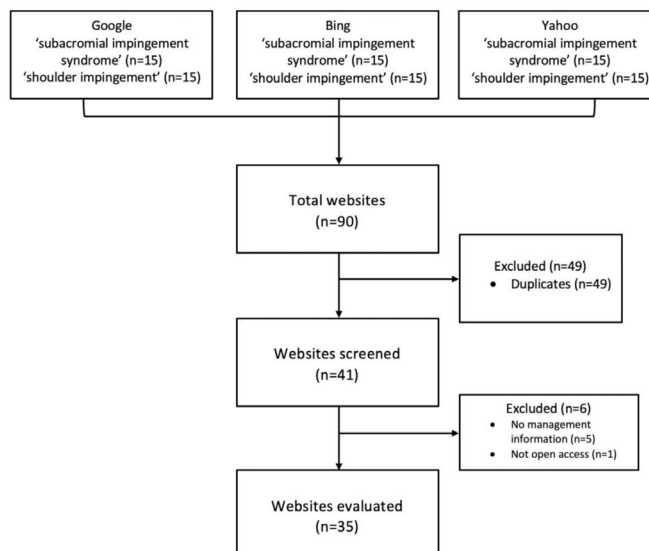 Google
‘subacromial impingement
syndrome’ (n=15)
‘shoulder impingement’ (n=15)
Bing
‘subacromial impingement
syndrome’ (n=15)
‘shoulder impingement’ (n=15)
Yahoo
‘subacromial impingement
syndrome’ (n=15)
‘shoulder impingement’ (n=15)
Total websites
(n=90)
Excluded (n=49)
• Duplicates (n=49)
Websites screened
(n=41)
Excluded (n=6)
• No management
information (n=5)
• Not open access (n=1)
Websites evaluated
(n=35)